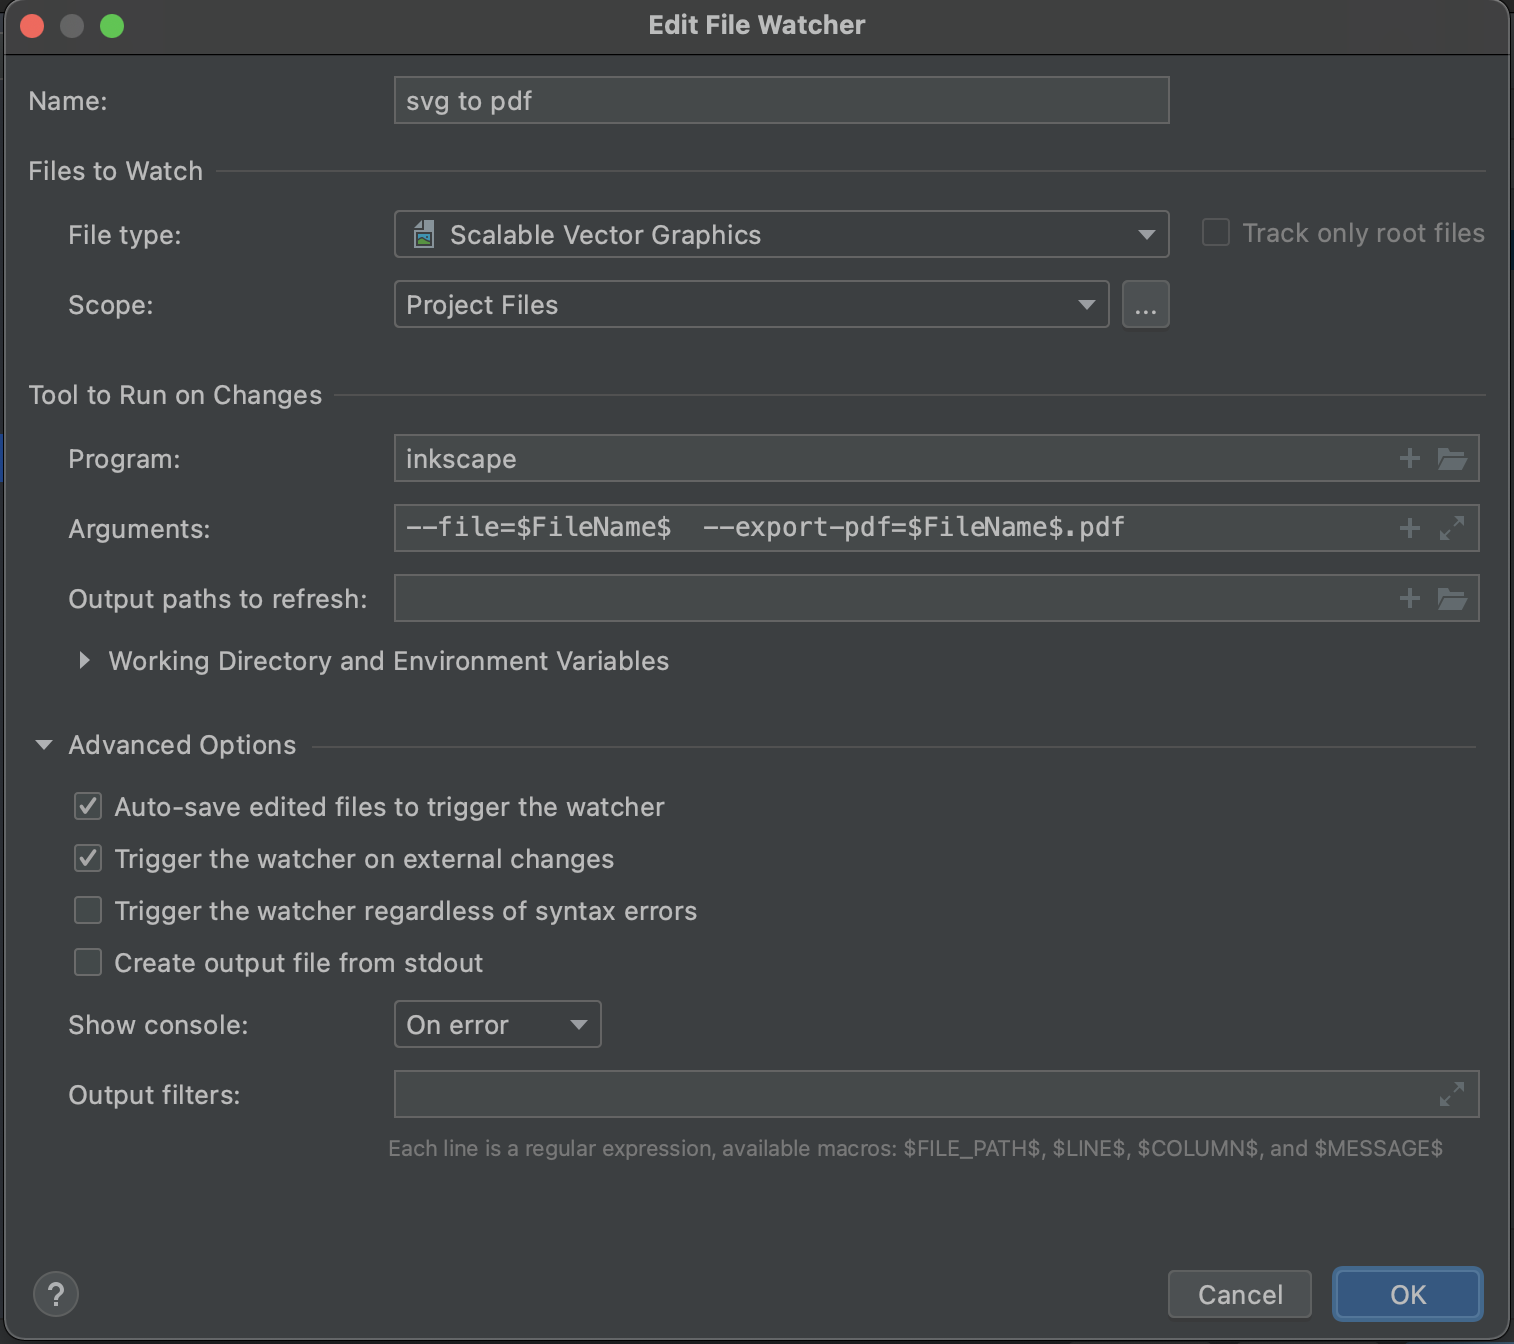 Edit File Watcher
Name: svg to pdf
Files to Watch
File type: Scalable Vector Graphics Track only root files
Scope: Project Files ...
Tool to Run on Changes
Program: inkscape
Arguments: --file=$FileName$  --export-pdf=$FileName$.pdf
Output paths to refresh:
Working Directory and Environment Variables
Advanced Options
Auto-save edited files to trigger the watcher
Trigger the watcher on external changes
Trigger the watcher regardless of syntax errors
Create output file from stdout
Show console: On error
Output filters:
Each line is a regular expression, available macros: $FILE_PATH$, $LINE$, $COLUMN$, and $MESSAGE$
? Cancel OK